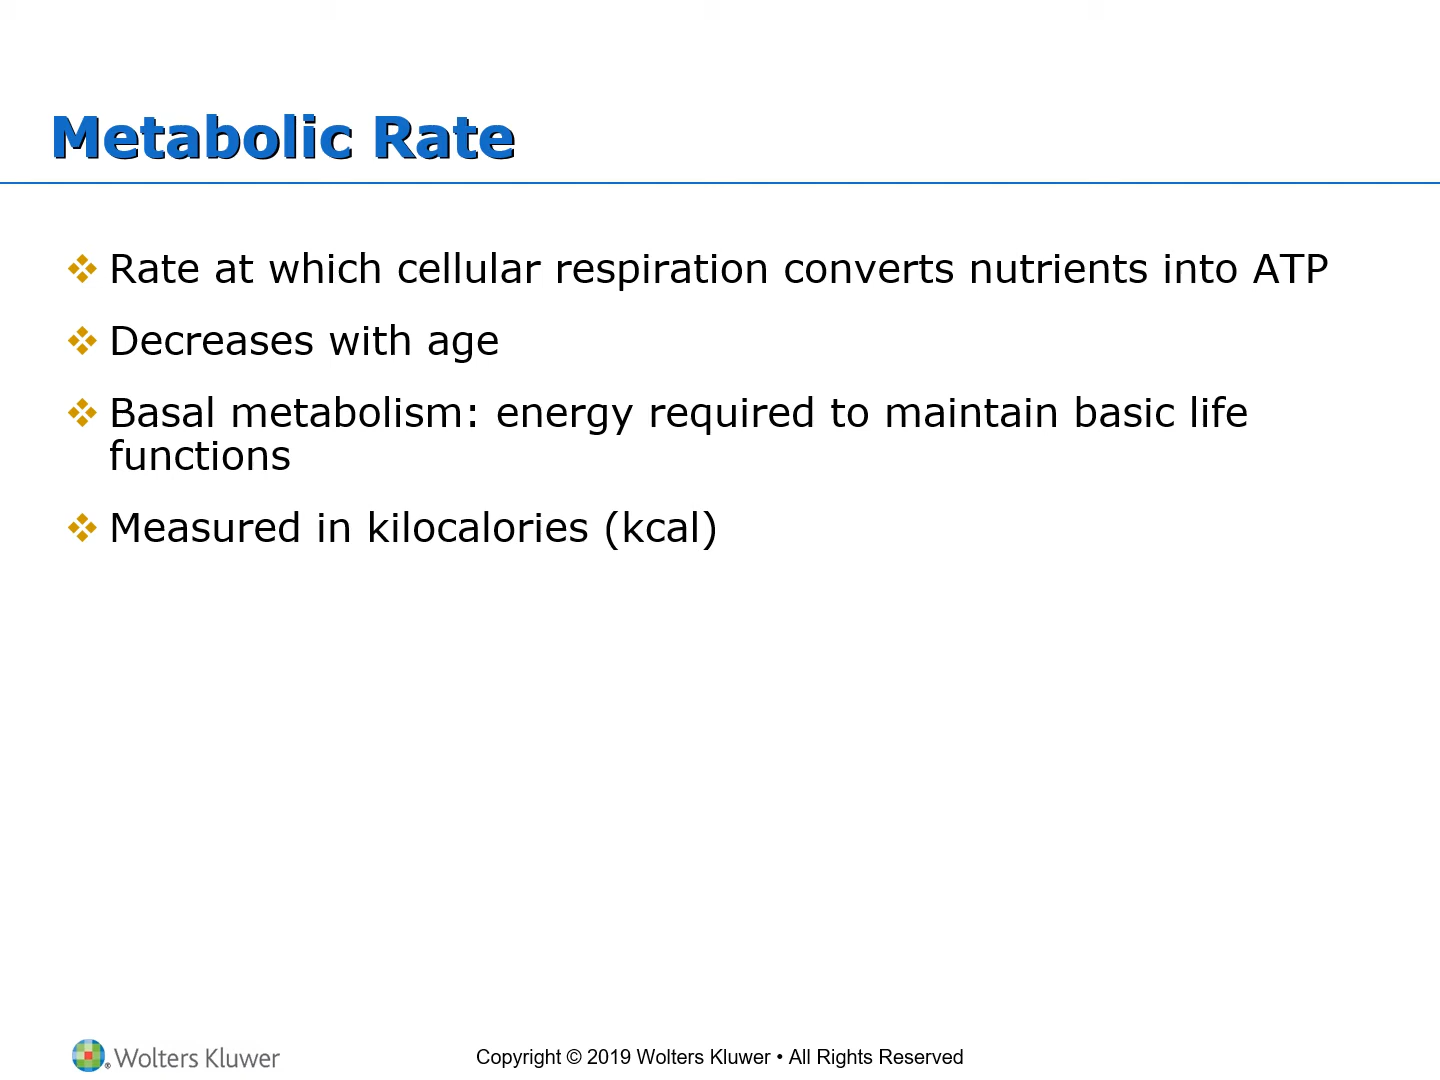 Metabolic Rate
❖ Rate at which cellular respiration converts nutrients into ATP
❖ Decreases with age
❖ Basal metabolism: energy required to maintain basic life
functions
❖ Measured in kilocalories (kcal)
® Wolters Kluwer
Copyright © 2019 Wolters Kluwer • All Rights Reserved